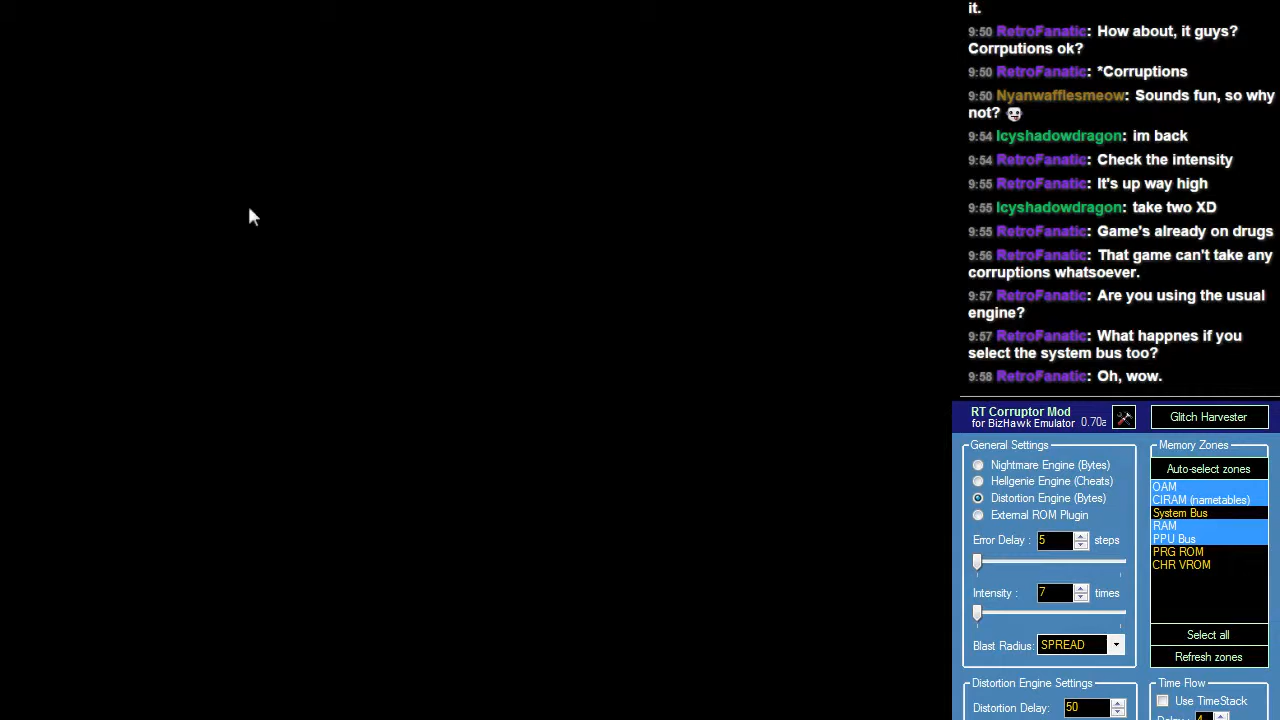 it.
9:50 RetroFanatic: How about, it guys?
Corrputions ok?
9:50 RetroFanatic: *Corruptions
9:50 Nyanwafflesmeow: Sounds fun, so why
not?
9:54 Icyshadowdragon: im back
9:54 RetroFanatic: Check the intensity
9:55 RetroFanatic: It's up way high
9:55 Icyshadowdragon: take two XD
9:55 RetroFanatic: Game's already on drugs
9:56 RetroFanatic: That game can't take any
corruptions whatsoever.
9:57 RetroFanatic: Are you using the usual
engine?
9:57 RetroFanatic: What happnes if you
select the system bus too?
9:58 RetroFanatic: Oh, wow.
RT Corruptor Mod
for BizHawk Emulator 0.70a
Glitch Harvester
General Settings
Nightmare Engine (Bytes)
Hellgenie Engine (Cheats)
Distortion Engine (Bytes)
External ROM Plugin
Error Delay : 5 steps
Intensity : 7 times
Blast Radius: SPREAD
Memory Zones
Auto-select zones
OAM
CIRAM (nametables)
System Bus
RAM
PPU Bus
PRG ROM
CHR VROM
Select all
Refresh zones
Distortion Engine Settings
Distortion Delay: 50
Time Flow
Use TimeStack